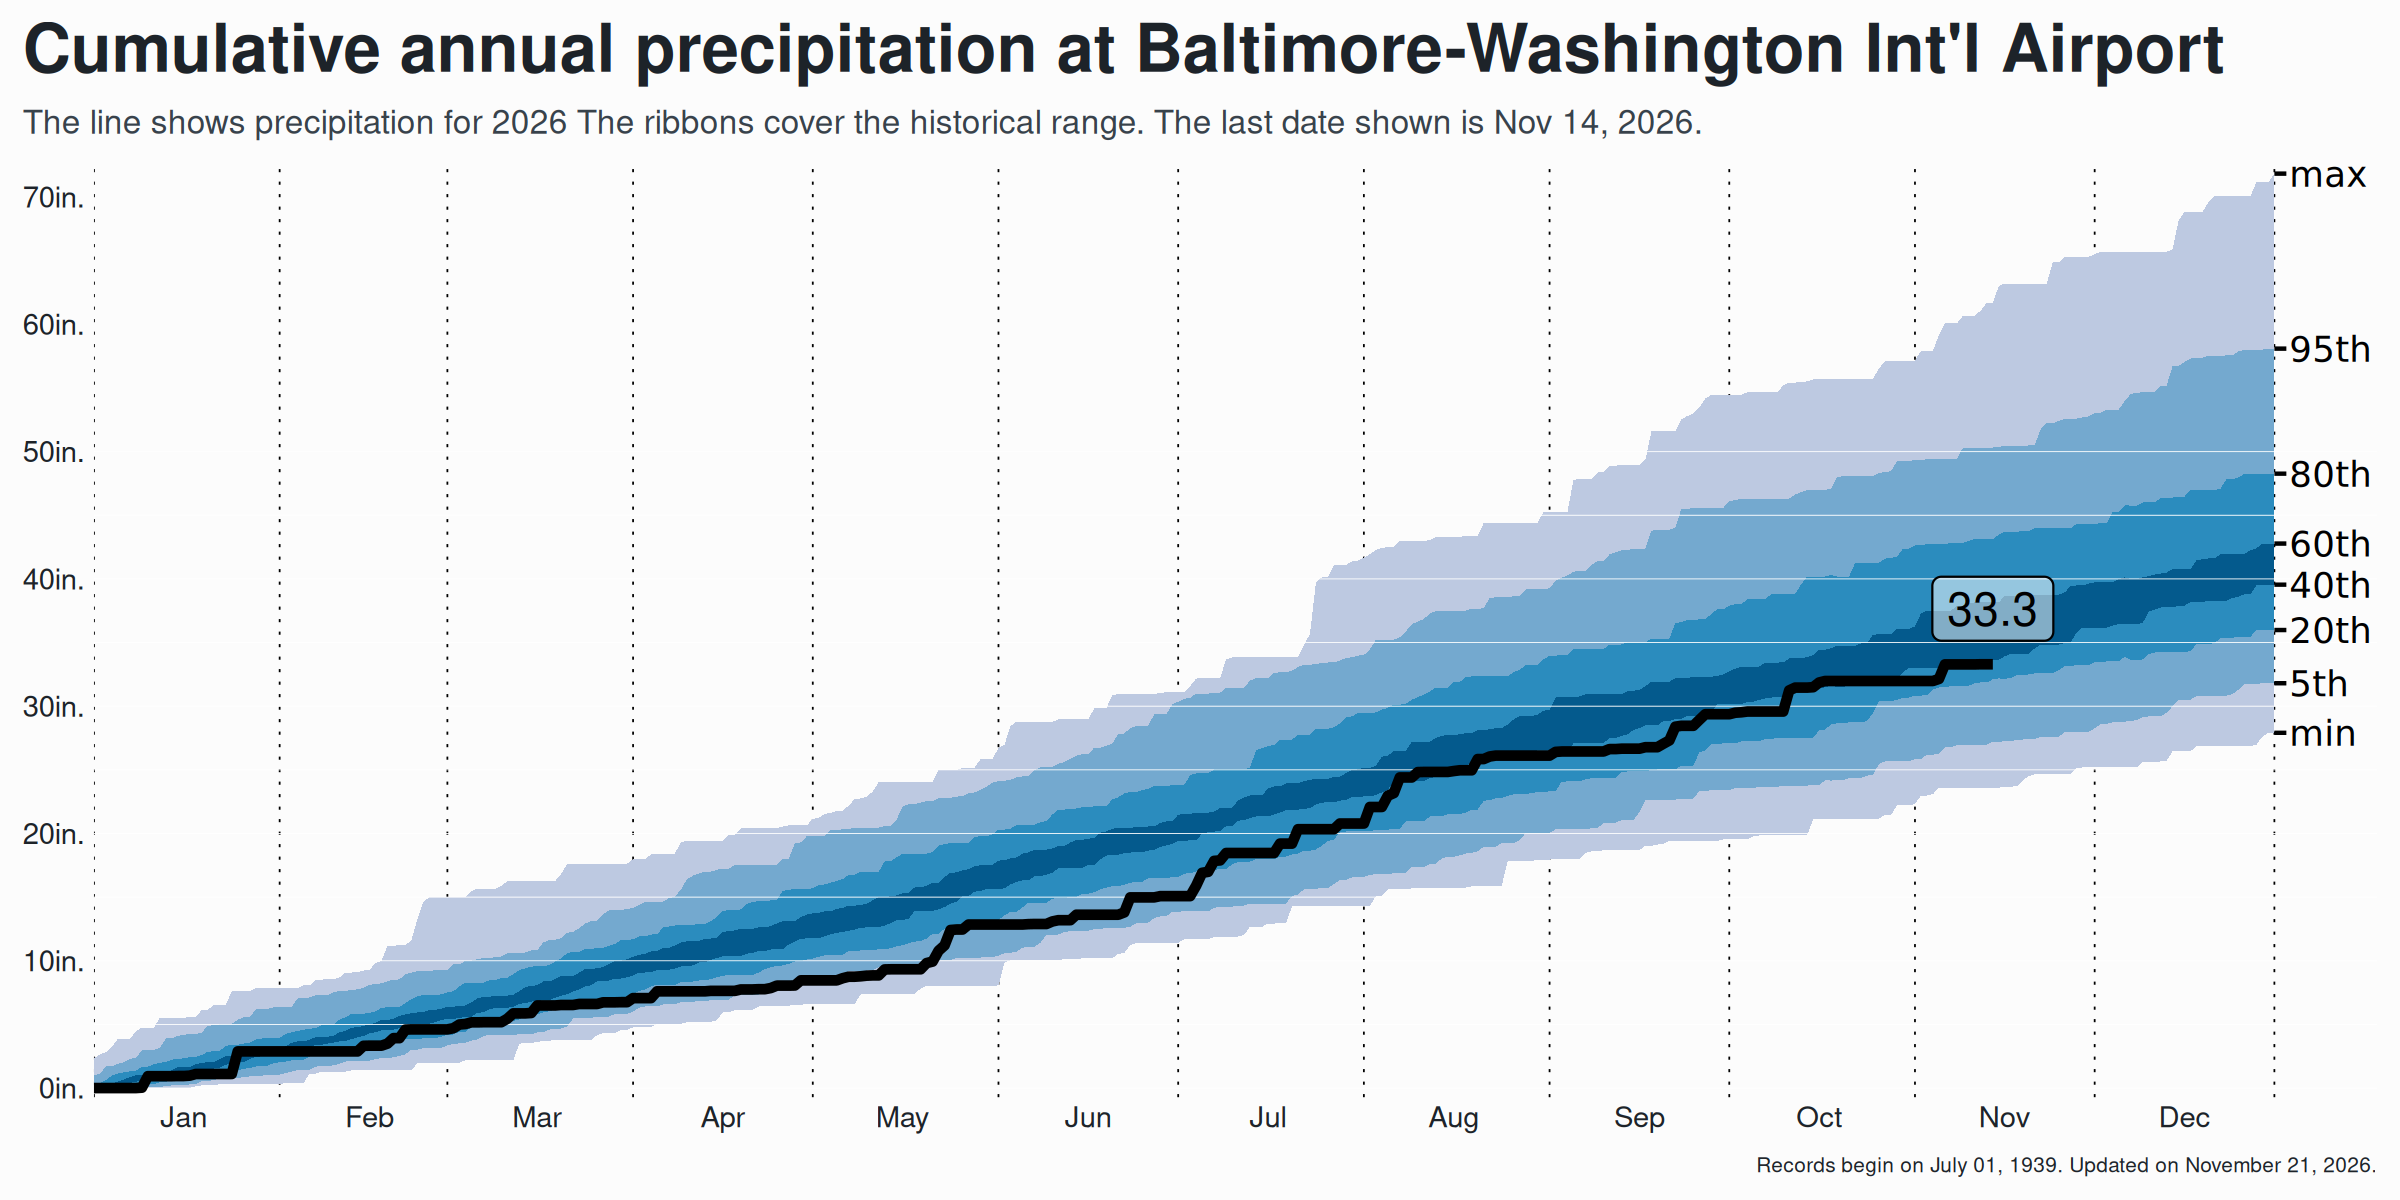 Cumulative annual precipitation at Baltimore-Washington Int'l Airport
The line shows precipitation for 2026 The ribbons cover the historical range. The last date shown is Nov 14, 2026.
70in.
60in.
50in.
40in.
30in.
20in.
10in.
0in.
max
95th
80th
60th
40th
20th
5th
min
33.3
Jan Feb Mar Apr May Jun Jul Aug Sep Oct Nov Dec
Records begin on July 01, 1939. Updated on November 21, 2026.